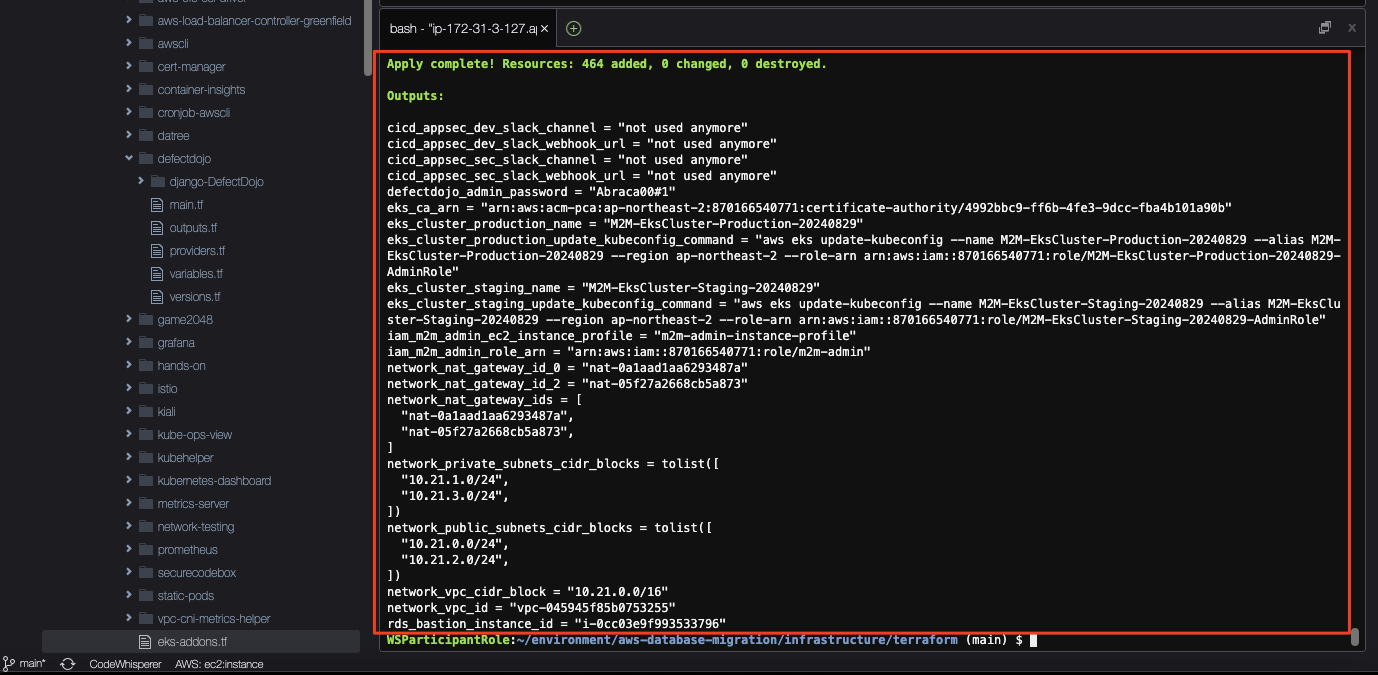 aws-load-balancer-controller-greenfield
awscli
cert-manager
container-insights
cronjob-awscli
datree
defectdojo
django-DefectDojo
main.tf
outputs.tf
providers.tf
variables.tf
versions.tf
game2048
grafana
hands-on
istio
kiali
kube-ops-view
kubehelper
kubernetes-dashboard
metrics-server
network-testing
prometheus
securecodebox
static-pods
vpc-cni-metrics-helper
eks-addons.tf
bash - "ip-172-31-3-127.ap
Apply complete! Resources: 464 added, 0 changed, 0 destroyed.
Outputs:
cicd_appsec_dev_slack_channel = "not used anymore"
cicd_appsec_dev_slack_webhook_url = "not used anymore"
cicd_appsec_sec_slack_channel = "not used anymore"
cicd_appsec_sec_slack_webhook_url = "not used anymore"
defectdojo_admin_password = "Abraca00#1"
eks_ca_arn = "arn:aws:acm-pca:ap-northeast-2:870166540771:certificate-authority/4992bbc9-ff6b-4fe3-9dcc-fba4b101a90b"
eks_cluster_production_name = "M2M-EksCluster-Production-20240829"
eks_cluster_production_update_kubeconfig_command = "aws eks update-kubeconfig --name M2M-EksCluster-Production-20240829 --alias M2M-
EksCluster-Production-20240829 --region ap-northeast-2 --role-arn arn:aws:iam::870166540771:role/M2M-EksCluster-Production-20240829-
AdminRole"
eks_cluster_staging_name = "M2M-EksCluster-Staging-20240829"
eks_cluster_staging_update_kubeconfig_command = "aws eks update-kubeconfig --name M2M-EksCluster-Staging-20240829 --alias M2M-EksClu
ster-Staging-20240829 --region ap-northeast-2 --role-arn arn:aws:iam::870166540771:role/M2M-EksCluster-Staging-20240829-AdminRole"
iam_m2m_admin_ec2_instance_profile = "m2m-admin-instance-profile"
iam_m2m_admin_role_arn = "arn:aws:iam::870166540771:role/m2m-admin"
network_nat_gateway_id_0 = "nat-0a1aad1aa6293487a"
network_nat_gateway_id_2 = "nat-05f27a2668cb5a873"
network_nat_gateway_ids = [
  "nat-0a1aad1aa6293487a",
  "nat-05f27a2668cb5a873",
]
network_private_subnets_cidr_blocks = tolist([
  "10.21.1.0/24",
  "10.21.3.0/24",
])
network_public_subnets_cidr_blocks = tolist([
  "10.21.0.0/24",
  "10.21.2.0/24",
])
network_vpc_cidr_block = "10.21.0.0/16"
network_vpc_id = "vpc-045945f85b0753255"
rds_bastion_instance_id = "i-0cc03e9f993533796"
WSParticipantRole:~/environment/aws-database-migration/infrastructure/terraform (main) $
main* CodeWhisperer AWS: ec2:instance